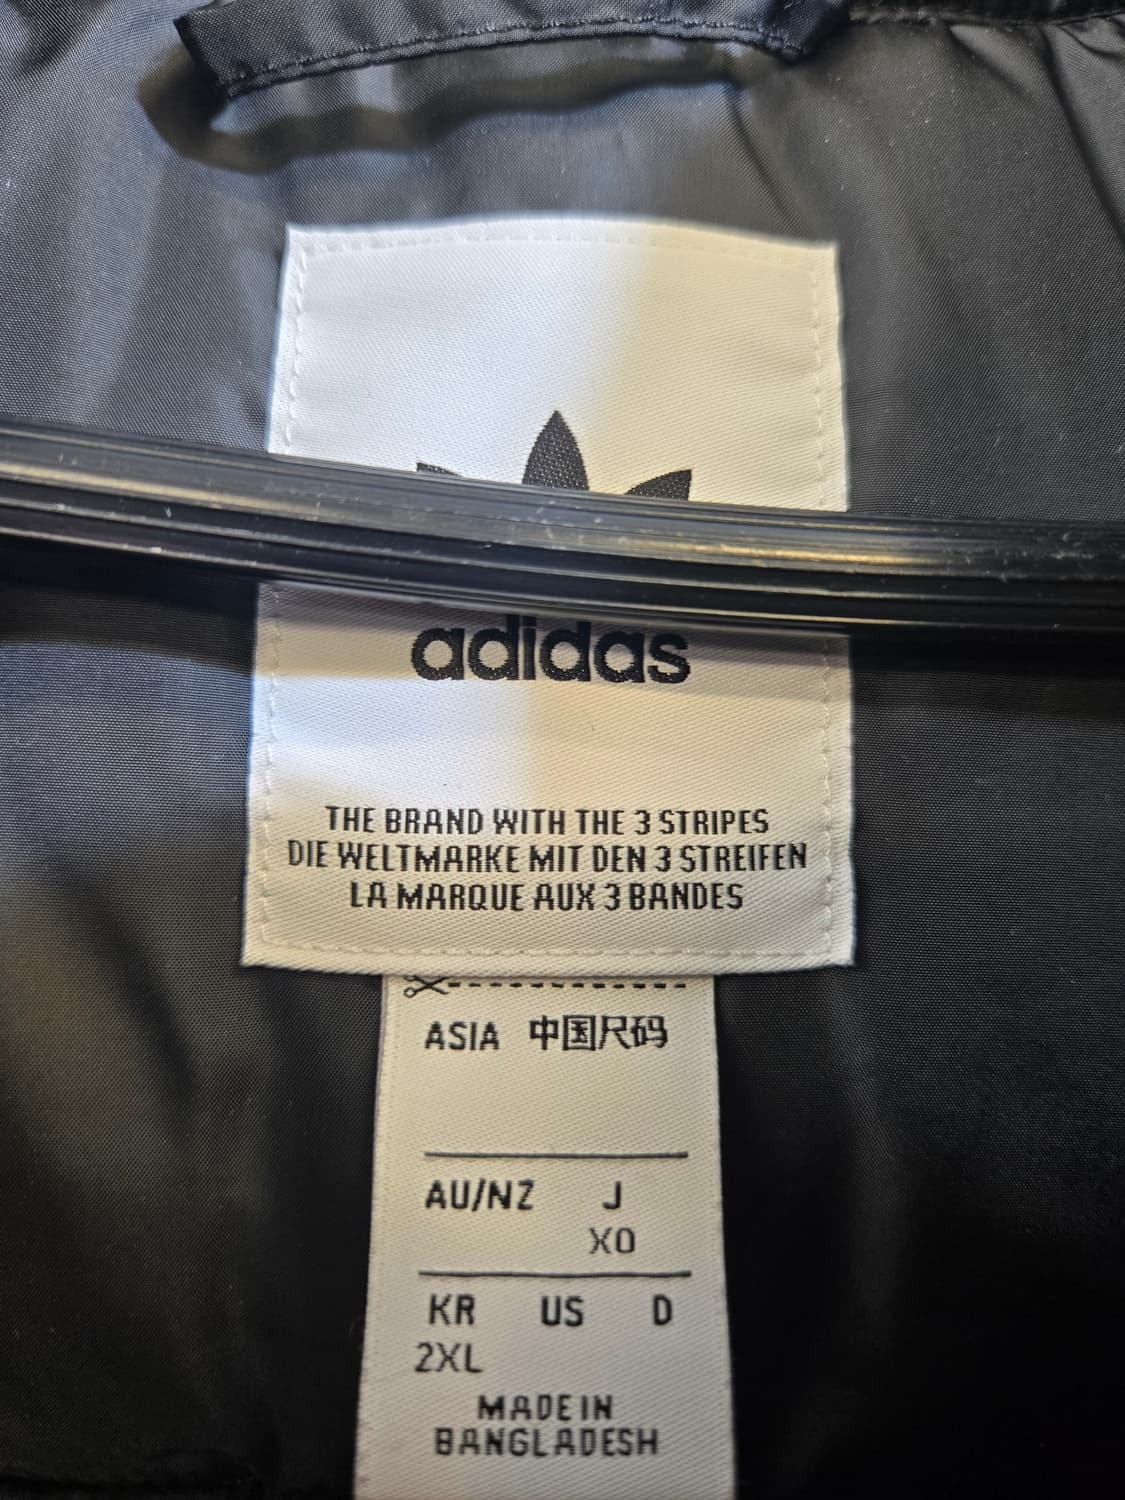 adidas
THE BRAND WITH THE 3 STRIPES
DIE WELTMARKE MIT DEN 3 STREIFEN
LA MARQUE AUX 3 BANDES
ASIA 中国尺码
AU/NZ J
XO
KR US D
2XL
MADE IN
BANGLADESH